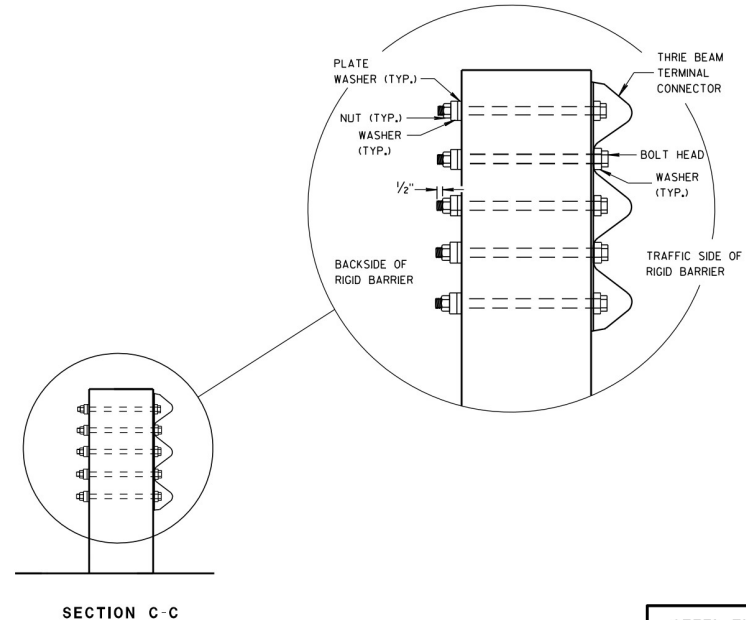 PLATE
WASHER (TYP.)
NUT (TYP.)
WASHER
(TYP.)
1/2"
BACKSIDE OF
RIGID BARRIER
THRIE BEAM
TERMINAL
CONNECTOR
BOLT HEAD
WASHER
(TYP.)
TRAFFIC SIDE OF
RIGID BARRIER
SECTION C-C